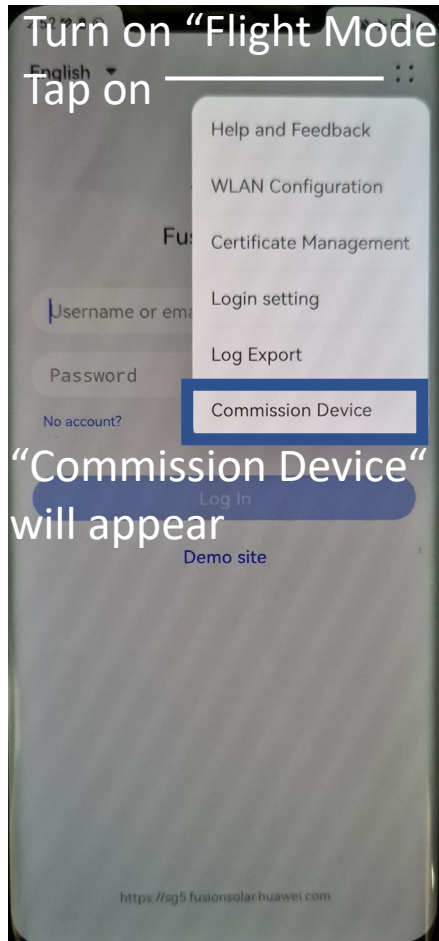 Turn on “Flight Mode
English
Tap on
Help and Feedback
WLAN Configuration
Certificate Management
Login setting
Log Export
Commission Device
Fus
Username or ema
Password
No account?
“Commission Device“
will appear
Log In
Demo site
https://sg5.fusionsolar.huawei.com